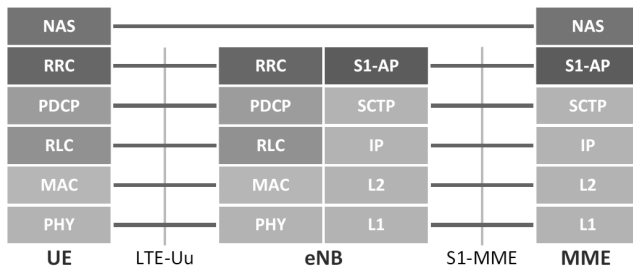 NAS NAS
RRC RRC S1-AP S1-AP
PDCP PDCP SCTP SCTP
RLC RLC IP IP
MAC MAC L2 L2
PHY PHY L1 L1
UE LTE-Uu eNB S1-MME MME